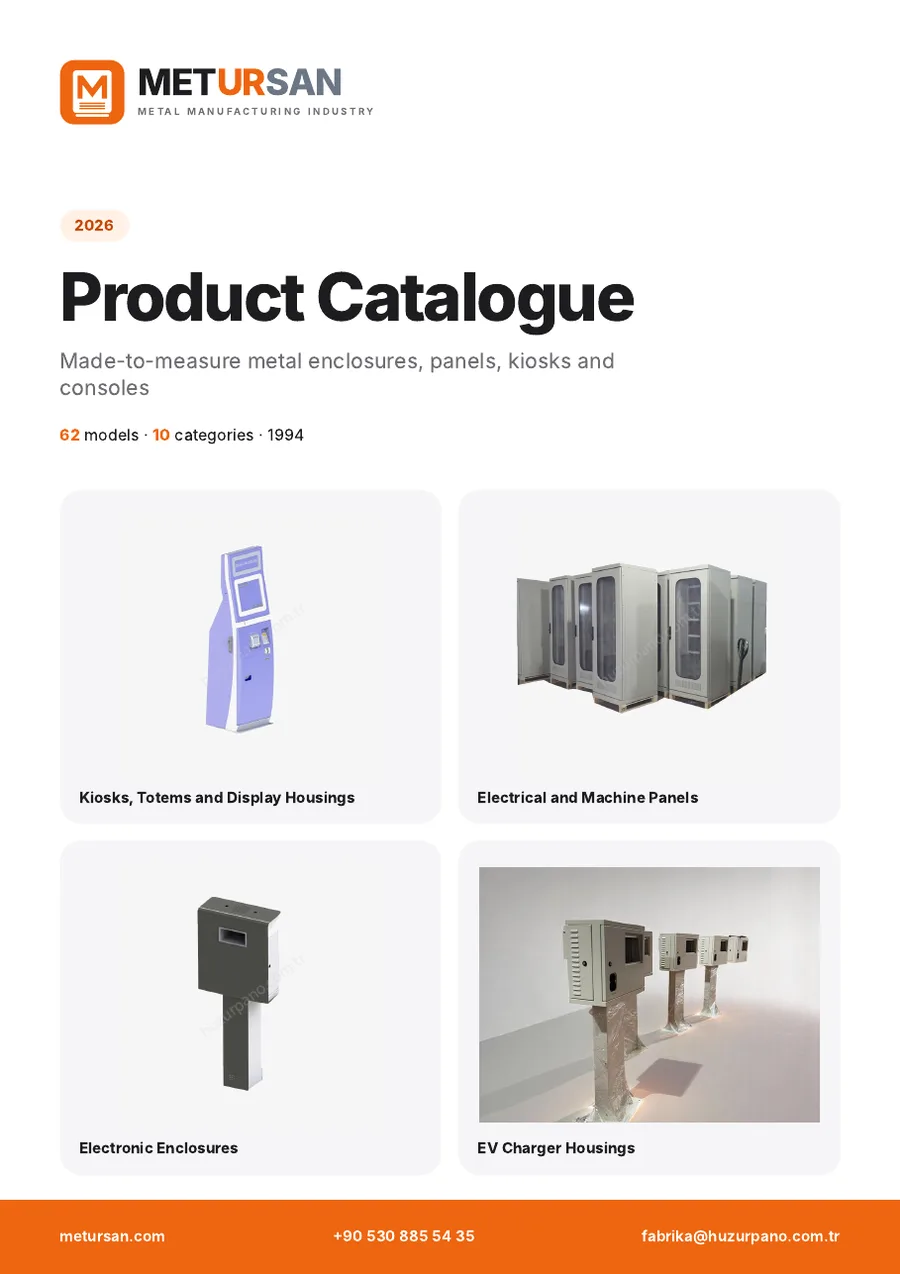 METURSAN
METAL MANUFACTURING INDUSTRY
2026
Product Catalogue
Made-to-measure metal enclosures, panels, kiosks and
consoles
62 models · 10 categories · 1994
Kiosks, Totems and Display Housings
Electrical and Machine Panels
Electronic Enclosures
EV Charger Housings
metursan.com
+90 530 885 54 35
fabrika@huzurpano.com.tr